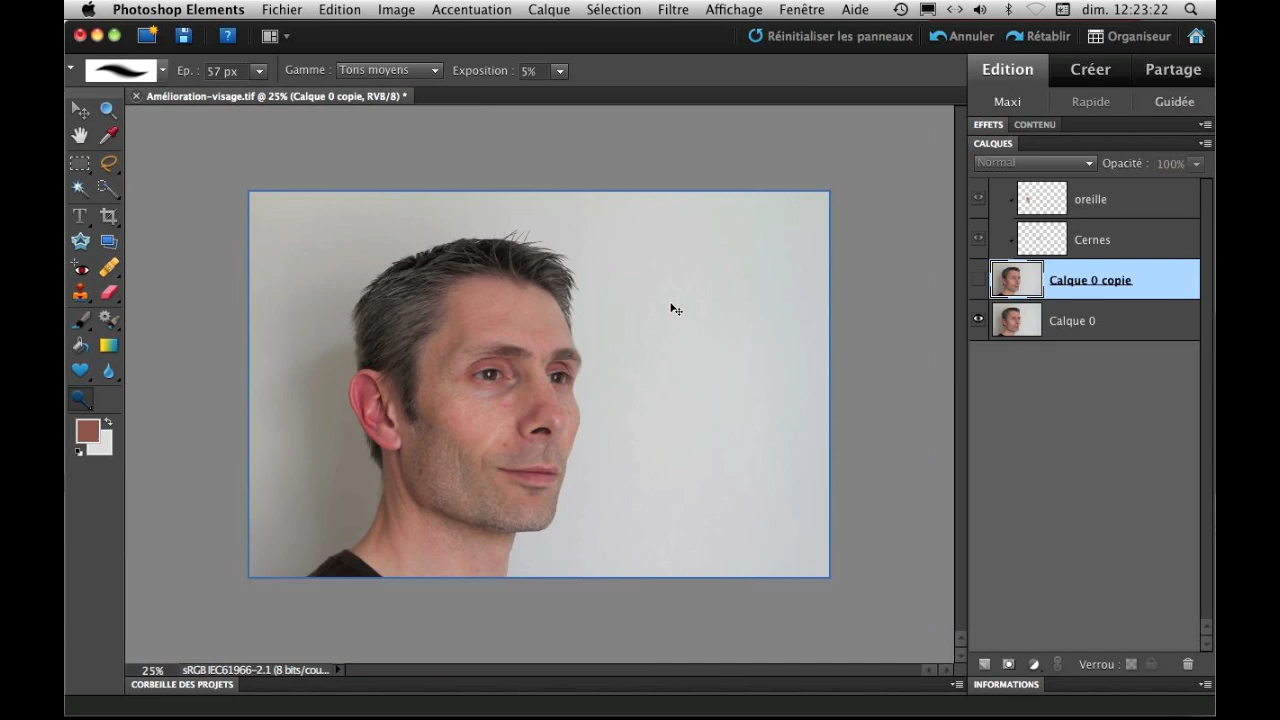 Photoshop Elements Fichier Edition Image Accentuation Calque Sélection Filtre Affichage Fenêtre Aide dim. 12:23:22
Réinitialiser les panneaux Annuler Rétablir Organiseur
Ep. : 57 px Gamme : Tons moyens Exposition : 5%
Edition Créer Partage
Amélioration-visage.tif @ 25% (Calque 0 copie, RVB/8) *
Maxi Rapide Guidée
EFFETS CONTENU
CALQUES
Normal Opacité : 100%
oreille
Cernes
Calque 0 copie
Calque 0
Verrou :
25% sRGB IEC61966-2.1 (8 bits/cou...
CORBEILLE DES PROJETS
INFORMATIONS